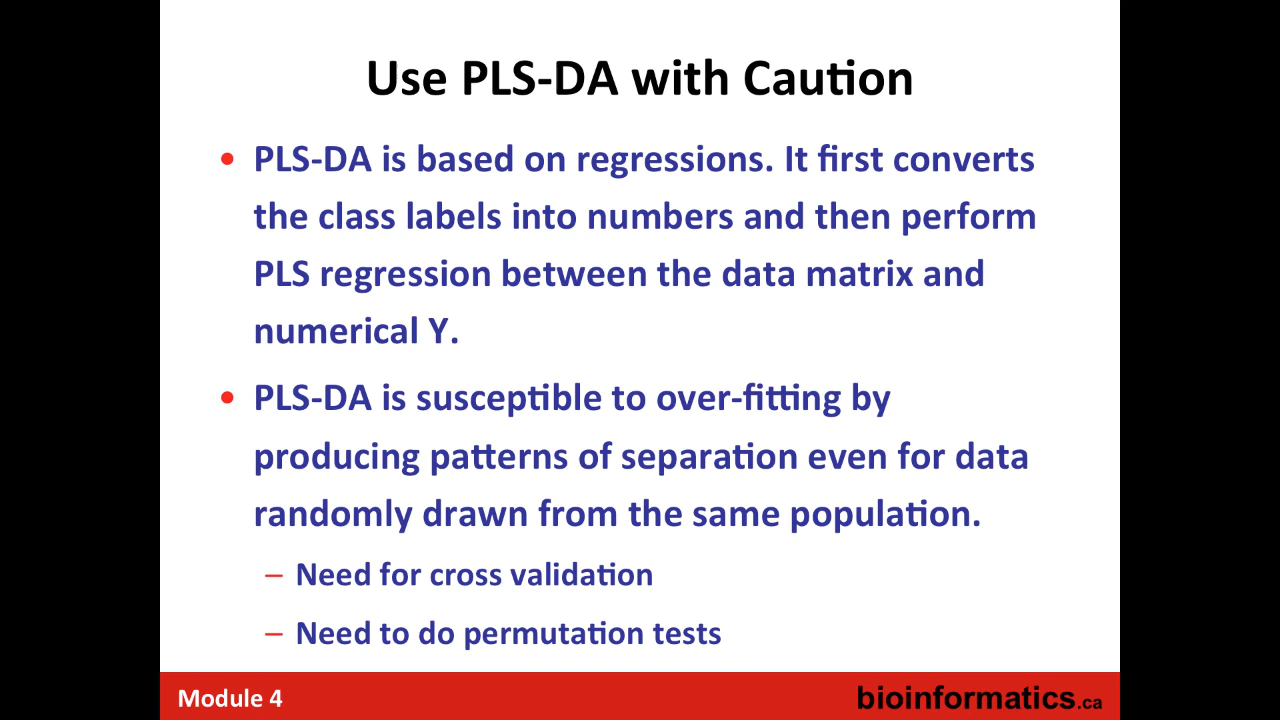 Use PLS-DA with Caution
• PLS-DA is based on regressions. It first converts
the class labels into numbers and then perform
PLS regression between the data matrix and
numerical Y.
• PLS-DA is susceptible to over-fitting by
producing patterns of separation even for data
randomly drawn from the same population.
– Need for cross validation
– Need to do permutation tests
Module 4
bioinformatics.ca